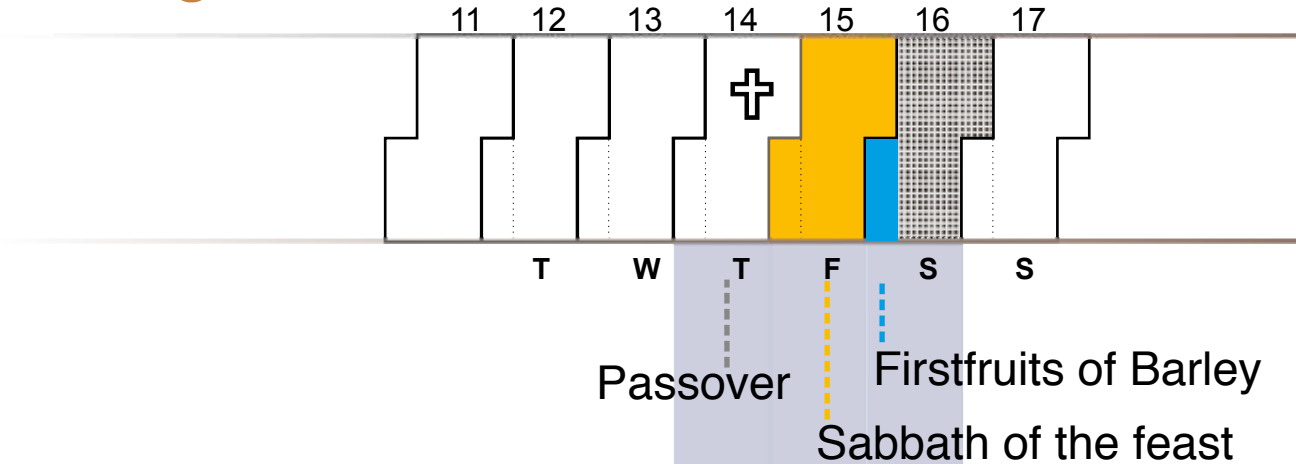 11 12 13 14 15 16 17
T W T F S S
Firstfruits of Barley
Passover
Sabbath of the feast